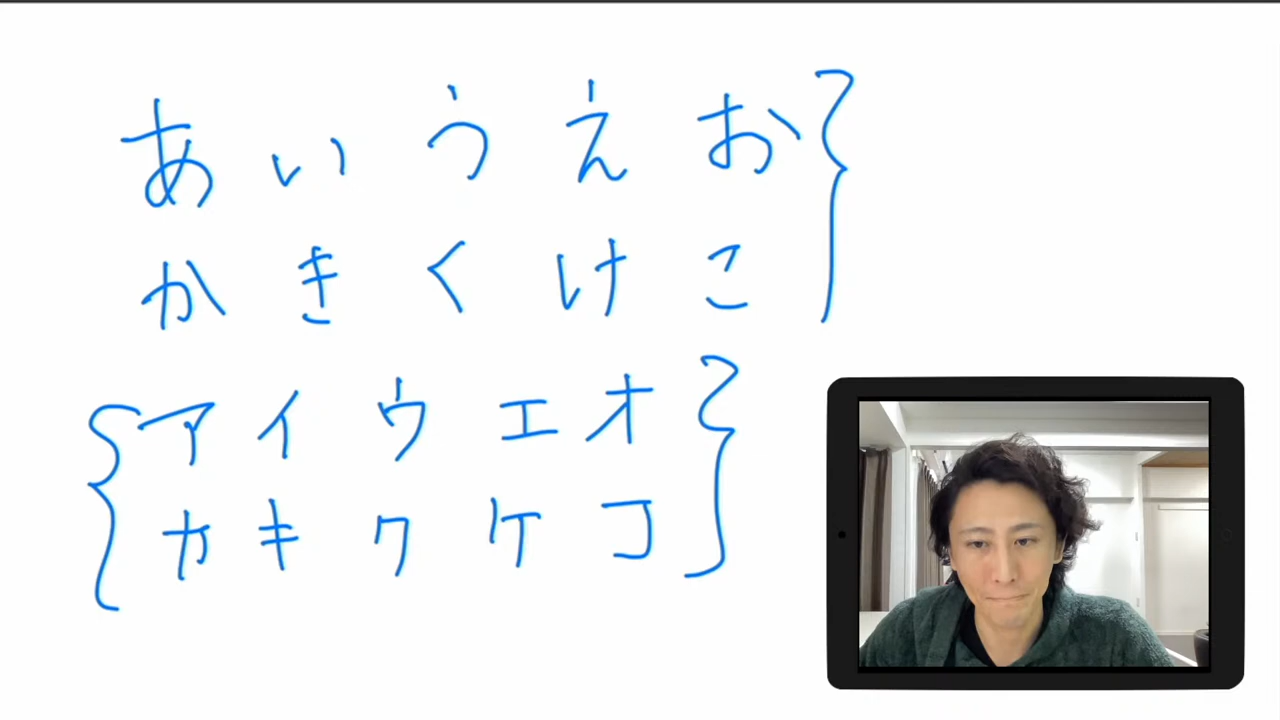 あ い う え お
か き く け こ
ア イ ウ エ オ
カ キ ク ケ コ